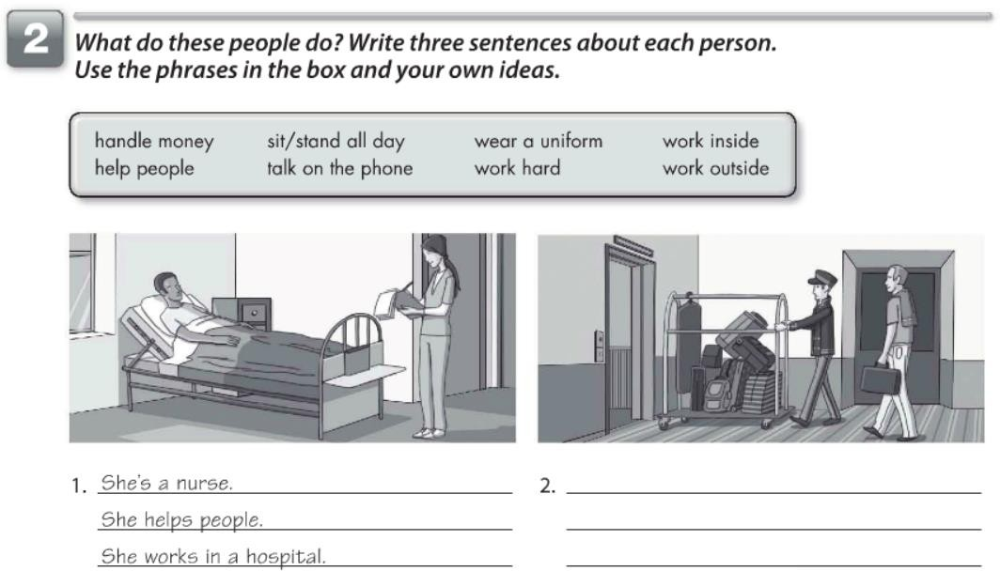 2
What do these people do? Write three sentences about each person.
Use the phrases in the box and your own ideas.
handle money sit/stand all day wear a uniform work inside
help people talk on the phone work hard work outside
1. She's a nurse. 2.
She helps people.
She works in a hospital.